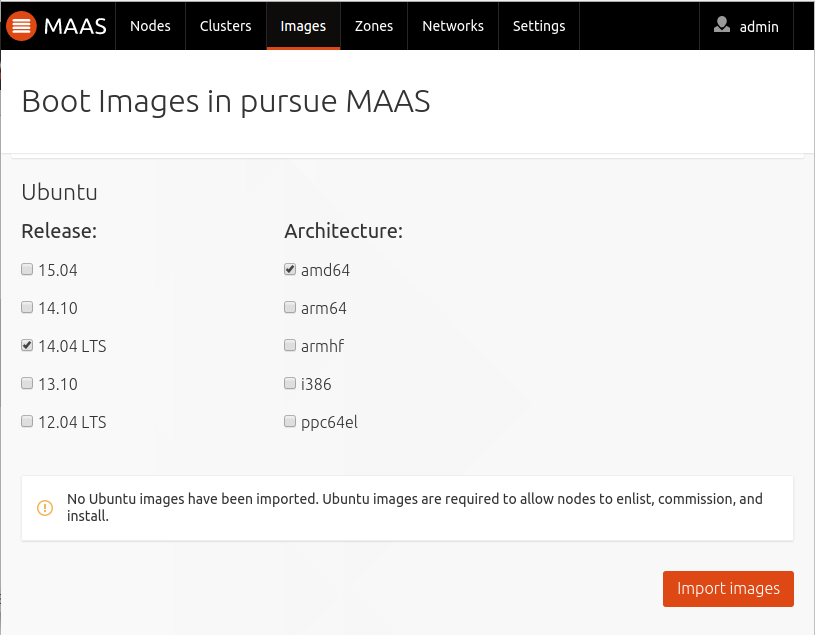 MAAS Nodes Clusters Images Zones Networks Settings admin
Boot Images in pursue MAAS
Ubuntu
Release: Architecture:
15.04 amd64
14.10 arm64
14.04 LTS armhf
13.10 i386
12.04 LTS ppc64el
No Ubuntu images have been imported. Ubuntu images are required to allow nodes to enlist, commission, and
install.
Import images